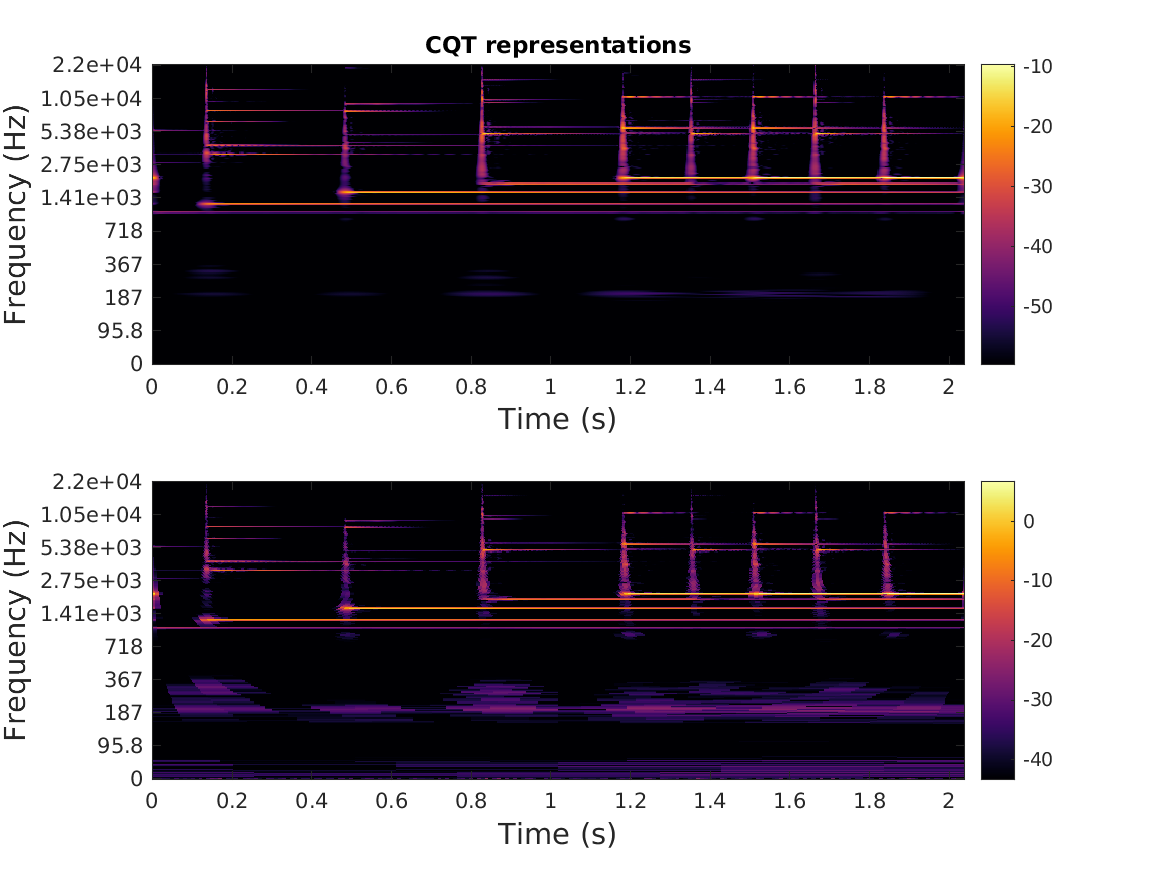 CQT representations
Frequency (Hz)
2.2e+04
1.05e+04
5.38e+03
2.75e+03
1.41e+03
718
367
187
95.8
0
0 0.2 0.4 0.6 0.8 1 1.2 1.4 1.6 1.8 2
Time (s)
-10
-20
-30
-40
-50
Frequency (Hz)
2.2e+04
1.05e+04
5.38e+03
2.75e+03
1.41e+03
718
367
187
95.8
0
0 0.2 0.4 0.6 0.8 1 1.2 1.4 1.6 1.8 2
Time (s)
0
-10
-20
-30
-40